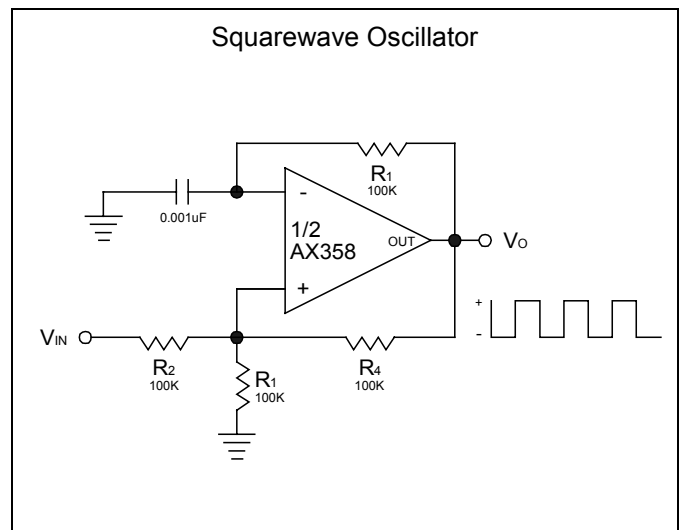 Squarewave Oscillator
R1
100K
0.001uF
-
1/2
AX358
OUT
VO
+
+
-
VIN
R2
100K
R1
100K
R4
100K